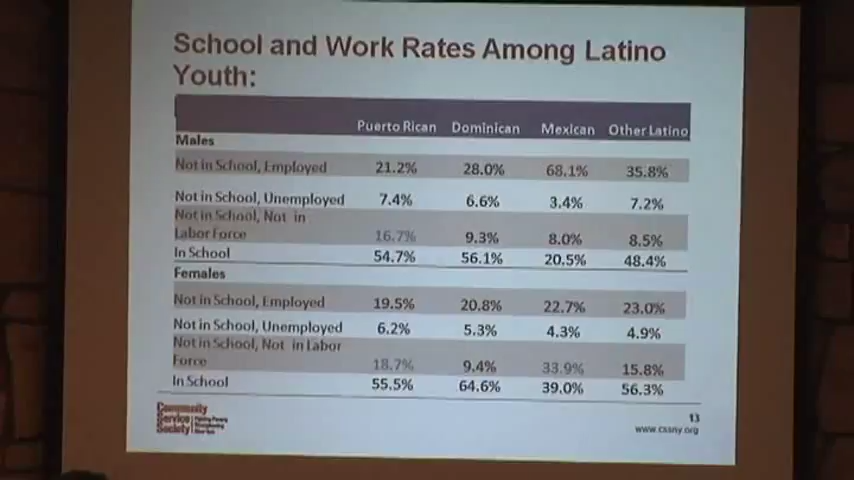 School and Work Rates Among Latino
Youth:
Puerto Rican Dominican Mexican Other Latino
Males
Not in School, Employed 21.2% 28.0% 68.1% 35.8%
Not in School, Unemployed 7.4% 6.6% 3.4% 7.2%
Not in School, Not in
Labor Force 16.7% 9.3% 8.0% 8.5%
In School 54.7% 56.1% 20.5% 48.4%
Females
Not in School, Employed 19.5% 20.8% 22.7% 23.0%
Not in School, Unemployed 6.2% 5.3% 4.3% 4.9%
Not in School, Not in Labor
Force 18.7% 9.4% 33.9% 15.8%
In School 55.5% 64.6% 39.0% 56.3%
Community
Service
Society
13
www.cssny.org